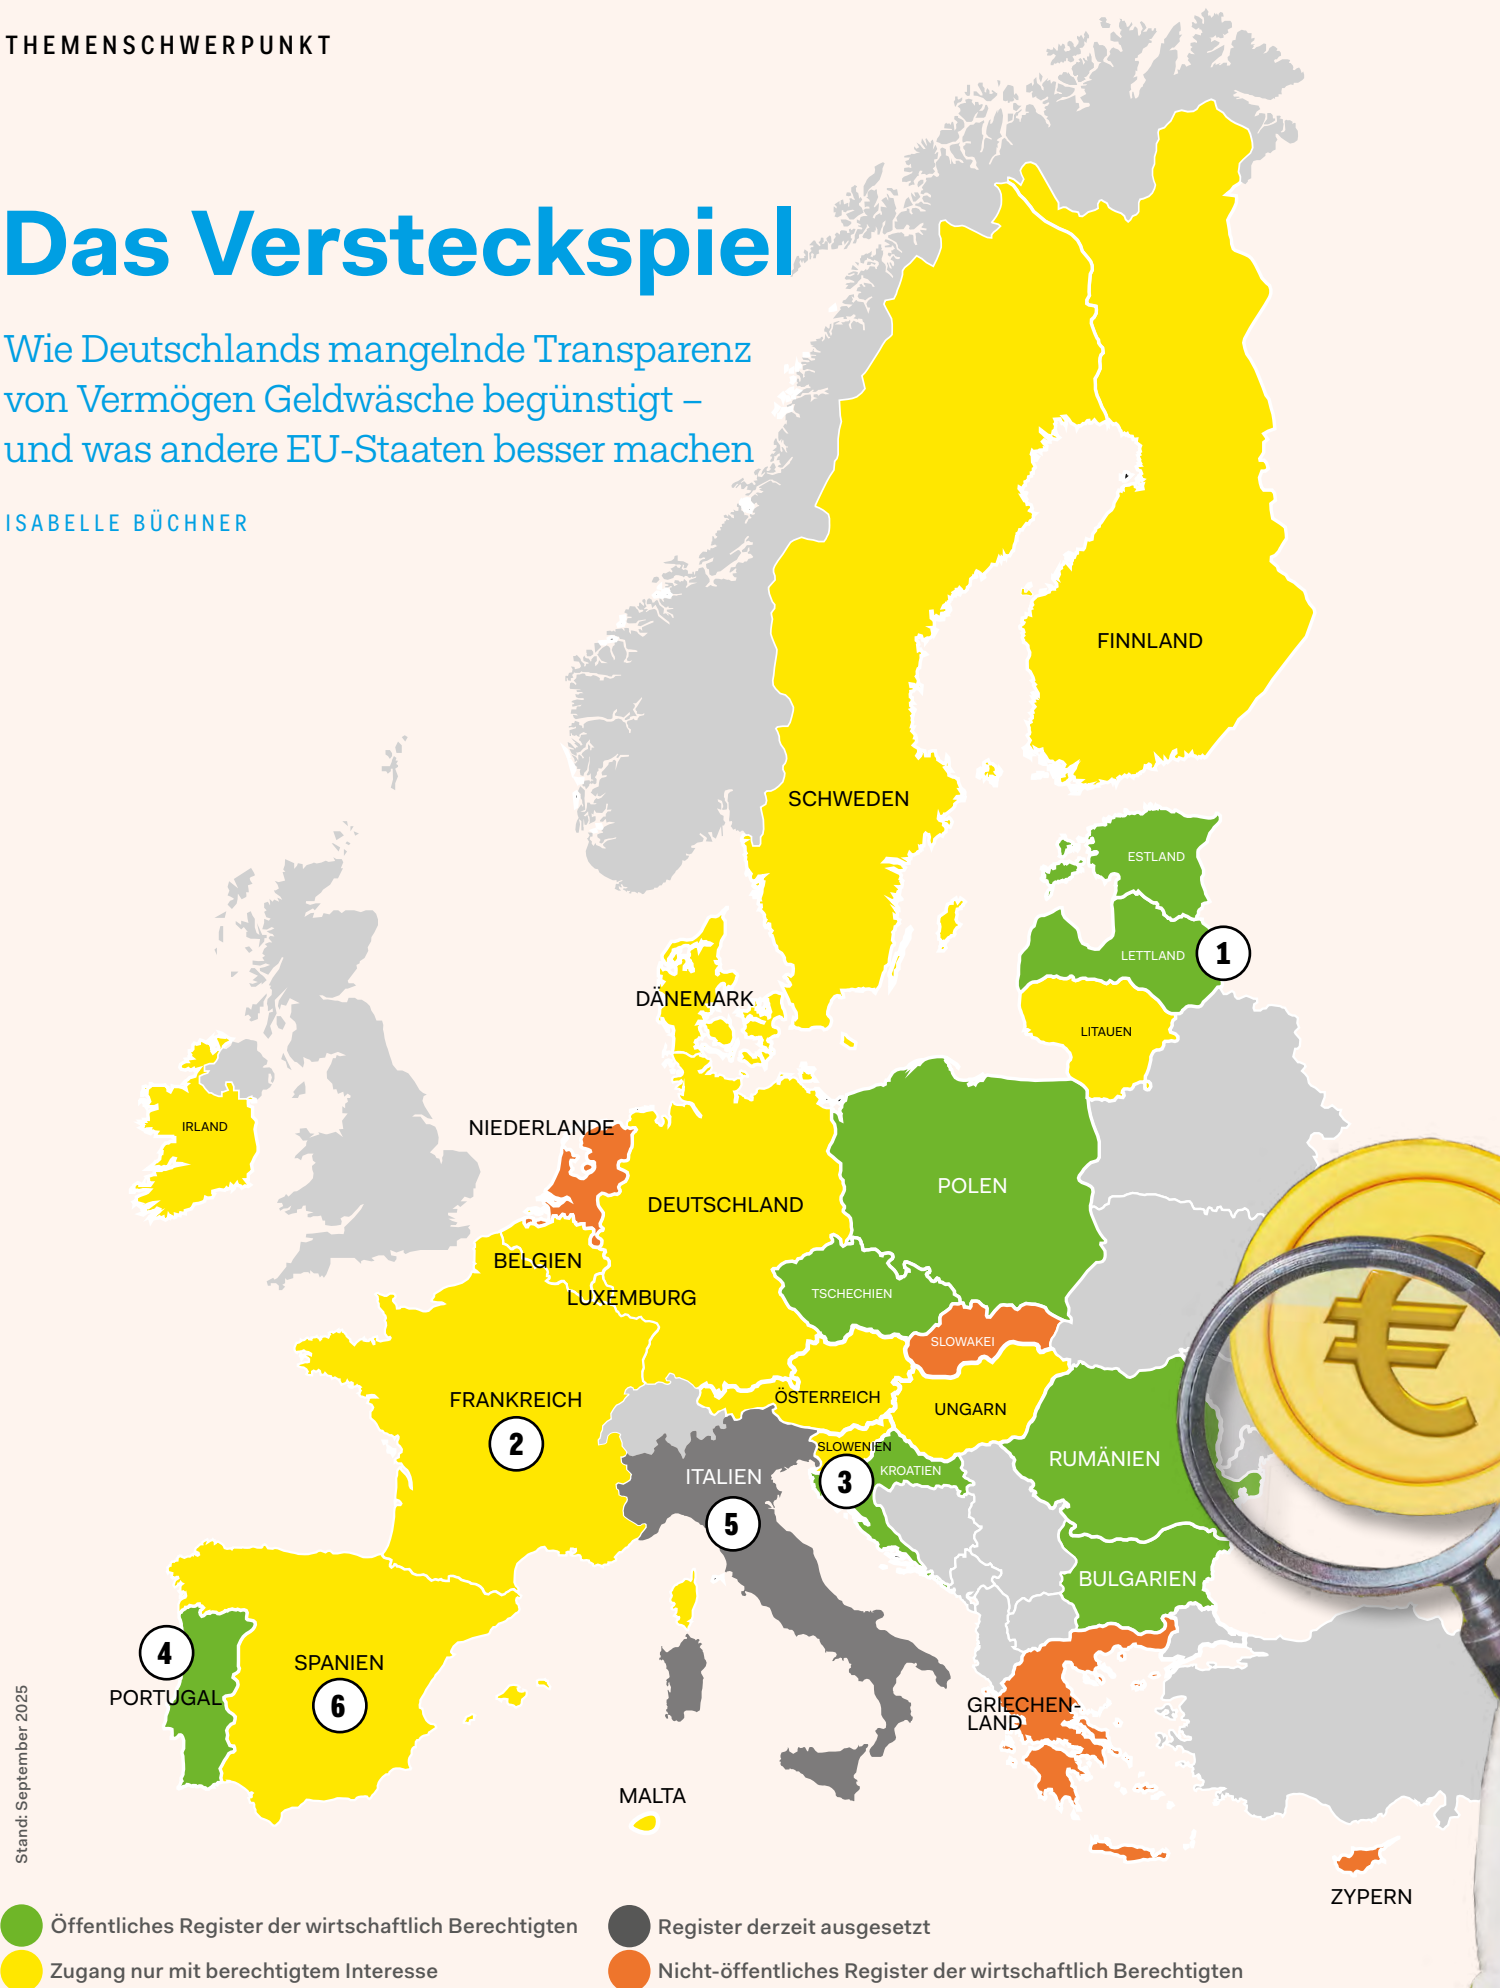 THEMENSCHWERPUNKT
Das Versteckspiel
Wie Deutschlands mangelnde Transparenz
von Vermögen Geldwäsche begünstigt –
und was andere EU-Staaten besser machen
ISABELLE BÜCHNER
FINNLAND
SCHWEDEN
ESTLAND
LETTLAND
1
DÄNEMARK
LITAUEN
IRLAND
NIEDERLANDE
POLEN
DEUTSCHLAND
BELGIEN
TSCHECHIEN
LUXEMBURG
SLOWAKEI
€
FRANKREICH
2
ÖSTERREICH
UNGARN
SLOWENIEN
3
KROATIEN
RUMÄNIEN
ITALIEN
5
BULGARIEN
4
PORTUGAL
SPANIEN
6
GRIECHEN-
LAND
MALTA
ZYPERN
Stand: September 2025
Öffentliches Register der wirtschaftlich Berechtigten
Register derzeit ausgesetzt
Zugang nur mit berechtigtem Interesse
Nicht-öffentliches Register der wirtschaftlich Berechtigten